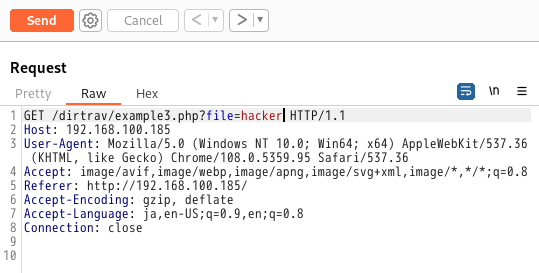 Send Cancel < >
Request
Pretty Raw Hex \n
1 GET /dirtrav/example3.php?file=hacker HTTP/1.1
2 Host: 192.168.100.185
3 User-Agent: Mozilla/5.0 (Windows NT 10.0; Win64; x64) AppleWebKit/537.36
(KHTML, like Gecko) Chrome/108.0.5359.95 Safari/537.36
4 Accept: image/avif,image/webp,image/apng,image/svg+xml,image/*,*/*;q=0.8
5 Referer: http://192.168.100.185/
6 Accept-Encoding: gzip, deflate
7 Accept-Language: ja,en-US;q=0.9,en;q=0.8
8 Connection: close
9
10